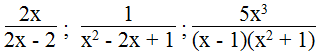 2x/(2x - 2) ; 1/(x² - 2x + 1) ; 5x³/((x - 1)(x² + 1))